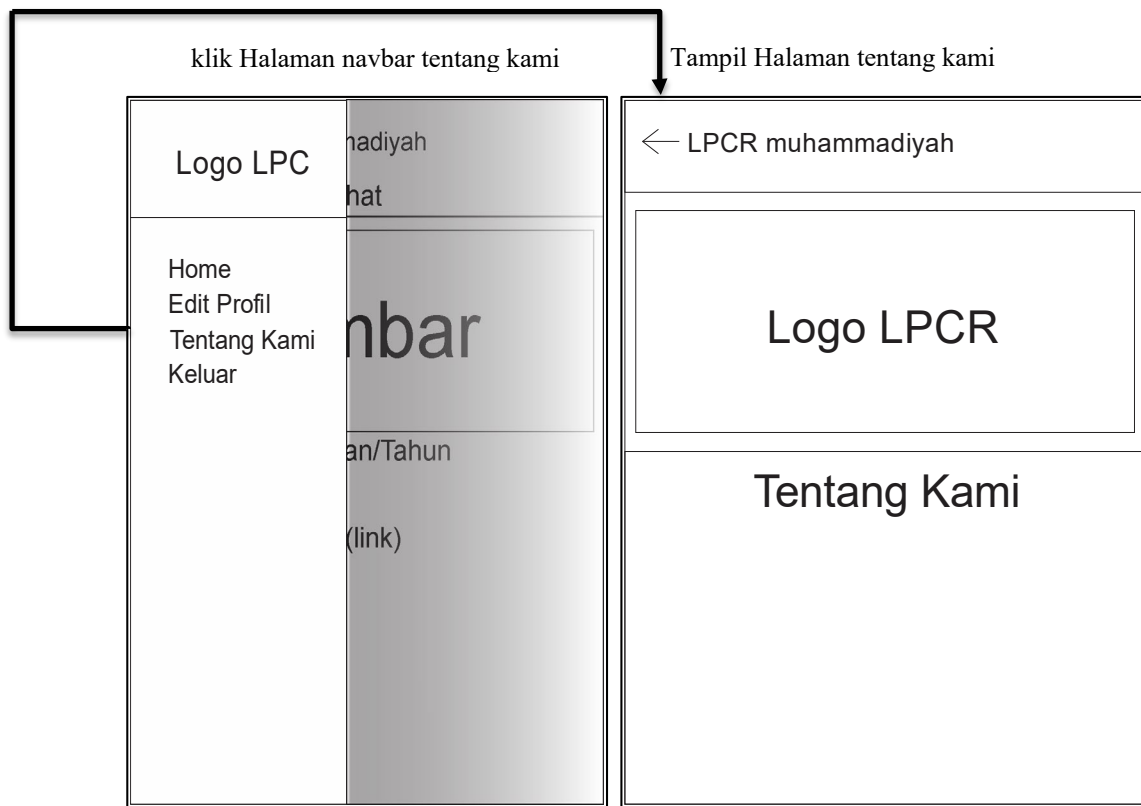 klik Halaman navbar tentang kami
Tampil Halaman tentang kami
Logo LPC
Home
Edit Profil
Tentang Kami
Keluar
nadiyah
hat
nbar
an/Tahun
(link)
LPCR muhammadiyah
Logo LPCR
Tentang Kami